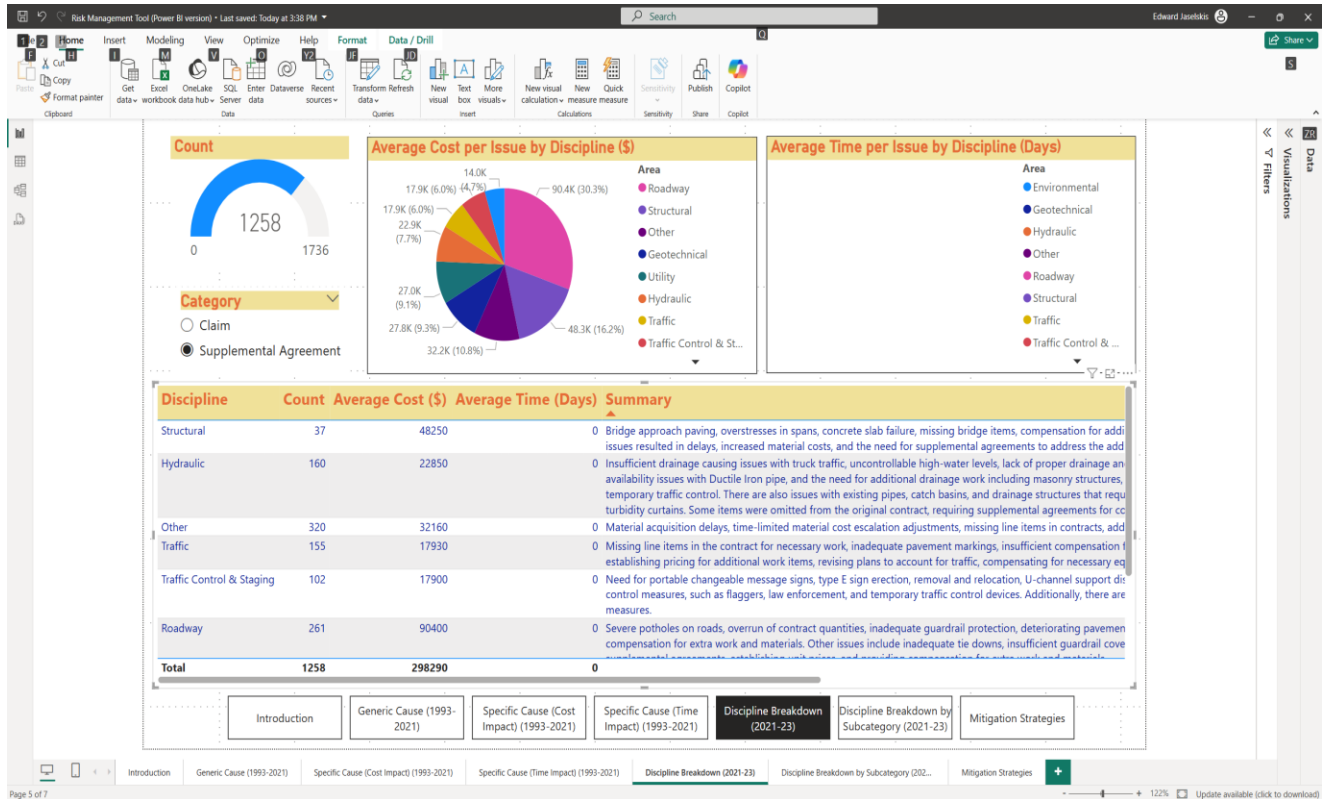 Risk Management Tool (Power BI version) • Last saved: Today at 3:38 PM
Search
Edward Jaselskis
Home Insert Modeling View Optimize Help Format Data / Drill
Share
1 2 F H I M V O Y2 JF JD Q S ZR
Paste
Cut
Copy
Format painter
Get data
Excel workbook
OneLake data hub
SQL Server
Enter data
Dataverse
Recent sources
Transform data
Refresh
New visual
Text box
More visuals
New visual calculation
New measure
Quick measure
Sensitivity
Publish
Copilot
Clipboard Data Queries Insert Calculations Sensitivity Share Copilot
Count
1258
0 1736
Category
Claim
Supplemental Agreement
Average Cost per Issue by Discipline ($)
14.0K
(4.7%)
17.9K (6.0%)
17.9K (6.0%)
22.9K
(7.7%)
27.0K
(9.1%)
27.8K (9.3%)
32.2K (10.8%)
48.3K (16.2%)
90.4K (30.3%)
Area
Roadway
Structural
Other
Geotechnical
Utility
Hydraulic
Traffic
Traffic Control & St...
Average Time per Issue by Discipline (Days)
Area
Environmental
Geotechnical
Hydraulic
Other
Roadway
Structural
Traffic
Traffic Control & ...
Filters
Visualizations
Data
Discipline Count Average Cost ($) Average Time (Days) Summary
Structural 37 48250 0 Bridge approach paving, overstresses in spans, concrete slab failure, missing bridge items, compensation for addi
issues resulted in delays, increased material costs, and the need for supplemental agreements to address the add
Hydraulic 160 22850 0 Insufficient drainage causing issues with truck traffic, uncontrollable high-water levels, lack of proper drainage an
availability issues with Ductile Iron pipe, and the need for additional drainage work including masonry structures,
temporary traffic control. There are also issues with existing pipes, catch basins, and drainage structures that requ
turbidity curtains. Some items were omitted from the original contract, requiring supplemental agreements for cc
Other 320 32160 0 Material acquisition delays, time-limited material cost escalation adjustments, missing line items in contracts, add
Traffic 155 17930 0 Missing line items in the contract for necessary work, inadequate pavement markings, insufficient compensation f
establishing pricing for additional work items, revising plans to account for traffic, compensating for necessary eq
Traffic Control & Staging 102 17900 0 Need for portable changeable message signs, type E sign erection, removal and relocation, U-channel support dis
control measures, such as flaggers, law enforcement, and temporary traffic control devices. Additionally, there are
measures.
Roadway 261 90400 0 Severe potholes on roads, overrun of contract quantities, inadequate guardrail protection, deteriorating pavemen
compensation for extra work and materials. Other issues include inadequate tie downs, insufficient guardrail cove
supplemental agreements, establishing unit prices, and providing compensation for extra work and materials.
Total 1258 298290 0
Introduction
Generic Cause (1993-
2021)
Specific Cause (Cost
Impact) (1993-2021)
Specific Cause (Time
Impact) (1993-2021)
Discipline Breakdown
(2021-23)
Discipline Breakdown by
Subcategory (2021-23)
Mitigation Strategies
Introduction Generic Cause (1993-2021) Specific Cause (Cost Impact) (1993-2021) Specific Cause (Time Impact) (1993-2021) Discipline Breakdown (2021-23) Discipline Breakdown by Subcategory (202... Mitigation Strategies
Page 5 of 7
122%
Update available (click to download)